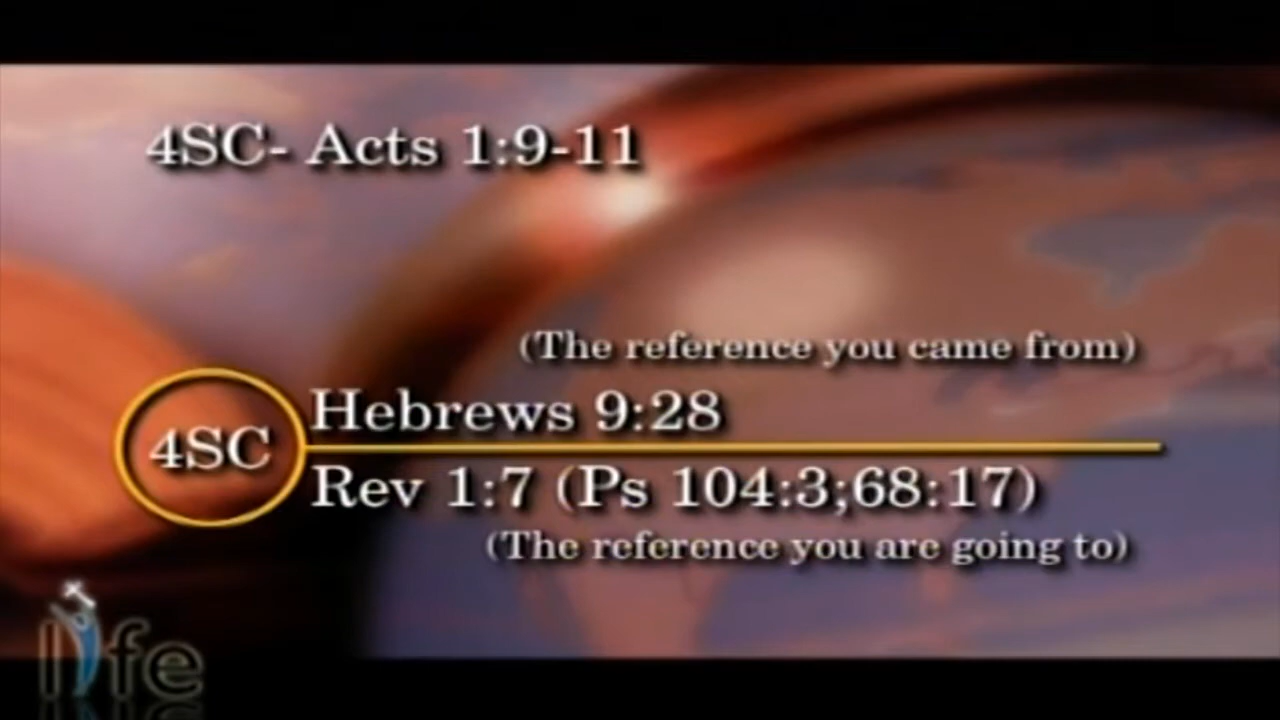 4SC- Acts 1:9-11
(The reference you came from)
Hebrews 9:28
4SC
Rev 1:7 (Ps 104:3;68:17)
(The reference you are going to)
life